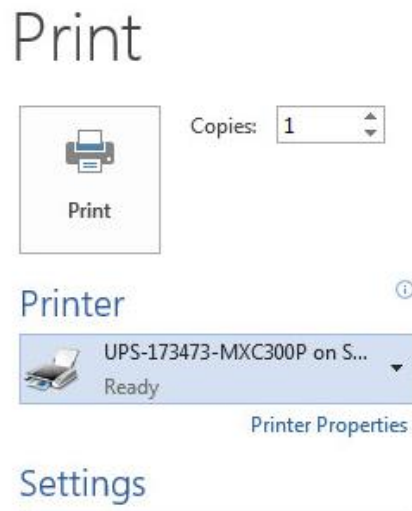 Print
Copies: 1
Print
Printer
UPS-173473-MXC300P on S...
Ready
Printer Properties
Settings